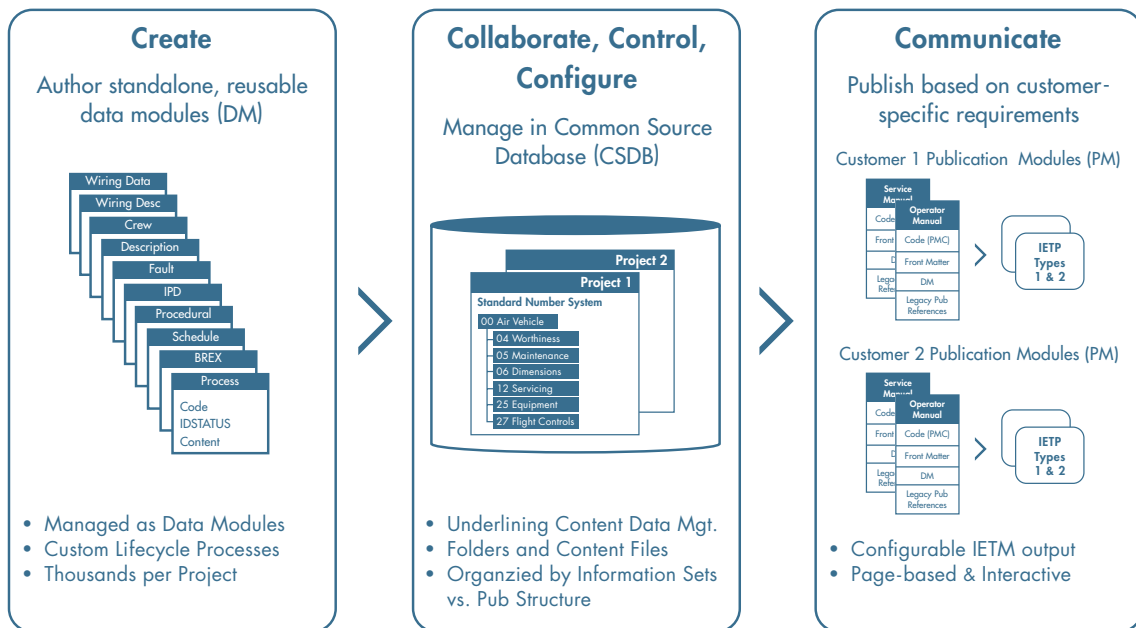 Create
Author standalone, reusable
data modules (DM)
Wiring Data
Wiring Desc
Crew
Description
Fault
IPD
Procedural
Schedule
BREX
Process
Code
IDSTATUS
Content
• Managed as Data Modules
• Custom Lifecycle Processes
• Thousands per Project
Collaborate, Control,
Configure
Manage in Common Source
Database (CSDB)
Project 2
Project 1
Standard Number System
00 Air Vehicle
04 Worthiness
05 Maintenance
06 Dimensions
12 Servicing
25 Equipment
27 Flight Controls
• Underlining Content Data Mgt.
• Folders and Content Files
• Organzied by Information Sets
vs. Pub Structure
Communicate
Publish based on customer-
specific requirements
Customer 1 Publication Modules (PM)
Service
Operator
Manual
Code (PMC)
Front Matter
DM
Legacy Pub
References
IETP
Types
1 & 2
Customer 2 Publication Modules (PM)
Service
Operator
Manual
Code (PMC)
Front Matter
DM
Legacy Pub
References
IETP
Types
1 & 2
• Configurable IETM output
• Page-based & Interactive